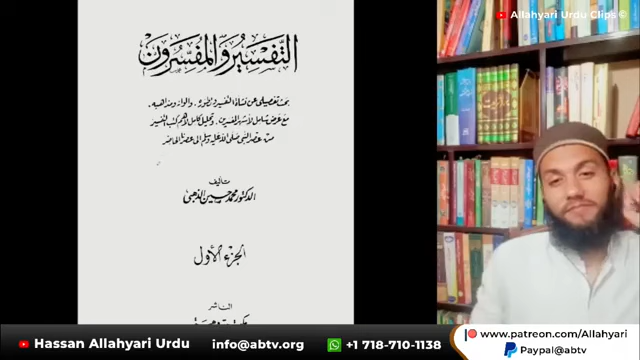 التفسير والمفسرون
بحث تفصيلي عن نشأة التفسير وتطوره، وألوانه ومذاهبه،
مع عرض شامل لأشهر المفسرين، وتحليل كامل لأهم كتب التفسير
من عصر النبي صلى الله عليه وسلم إلى عصرنا الحاضر
تأليف
الدكتور محمد حسين الذهبي
الجزء الأول
الناشر
Allahyari Urdu Clips ©
Hassan Allahyari Urdu
info@abtv.org
+1 718-710-1138
www.patreon.com/Allahyari
Paypal@abtv